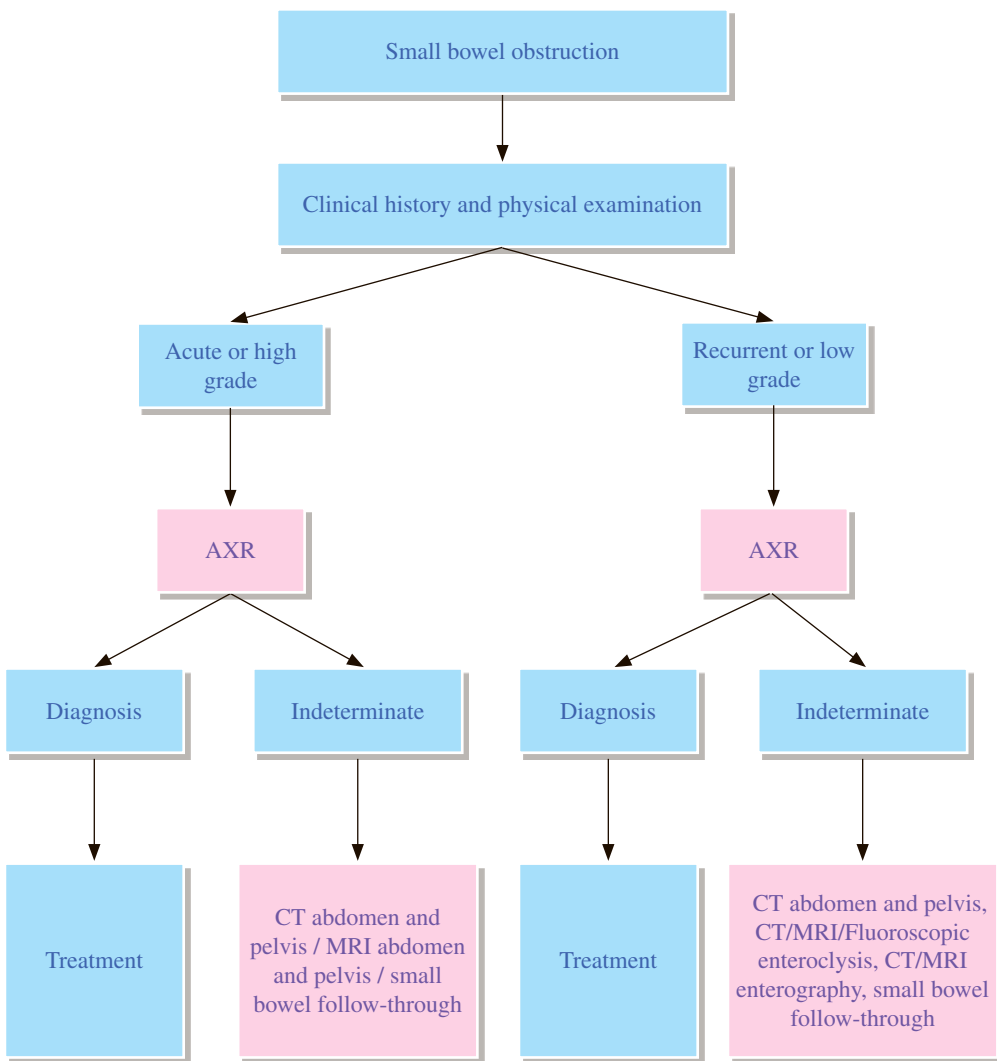 Small bowel obstruction
Clinical history and physical examination
Acute or high
grade
Recurrent or low
grade
AXR
AXR
Diagnosis
Indeterminate
Diagnosis
Indeterminate
Treatment
CT abdomen and
pelvis / MRI abdomen
and pelvis / small
bowel follow-through
Treatment
CT abdomen and pelvis,
CT/MRI/Fluoroscopic
enteroclysis, CT/MRI
enterography, small bowel
follow-through